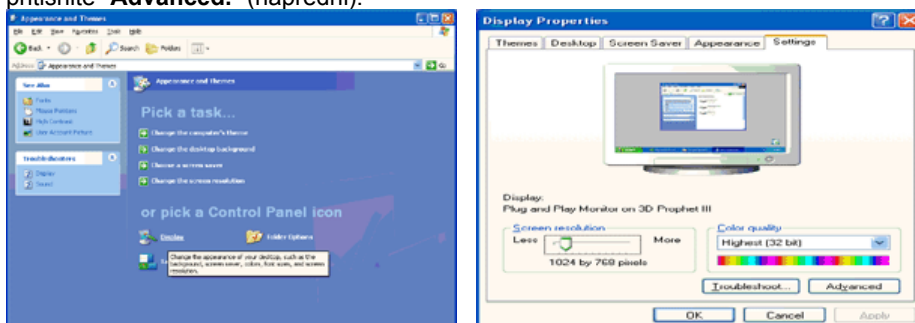 pritisnite "Advanced." (napredni).
Appearance and Themes
File Edit View Favorites Tools Help
Back Search Folders
Address Appearance and Themes Go
See Also
Fonts
Mouse Pointers
High Contrast
User Account Picture
Troubleshooters
Display
Sound
Appearance and Themes
Pick a task...
Change the computer's theme
Change the desktop background
Choose a screen saver
Change the screen resolution
or pick a Control Panel icon
Display Folder Options
Change the appearance of your desktop, such as the
background, screen saver, colors, font sizes, and screen
resolution.
Display Properties
Themes Desktop Screen Saver Appearance Settings
Display:
Plug and Play Monitor on 3D Prophet III
Screen resolution
Less More
1024 by 768 pixels
Color quality
Highest (32 bit)
Troubleshoot... Advanced
OK Cancel Apply